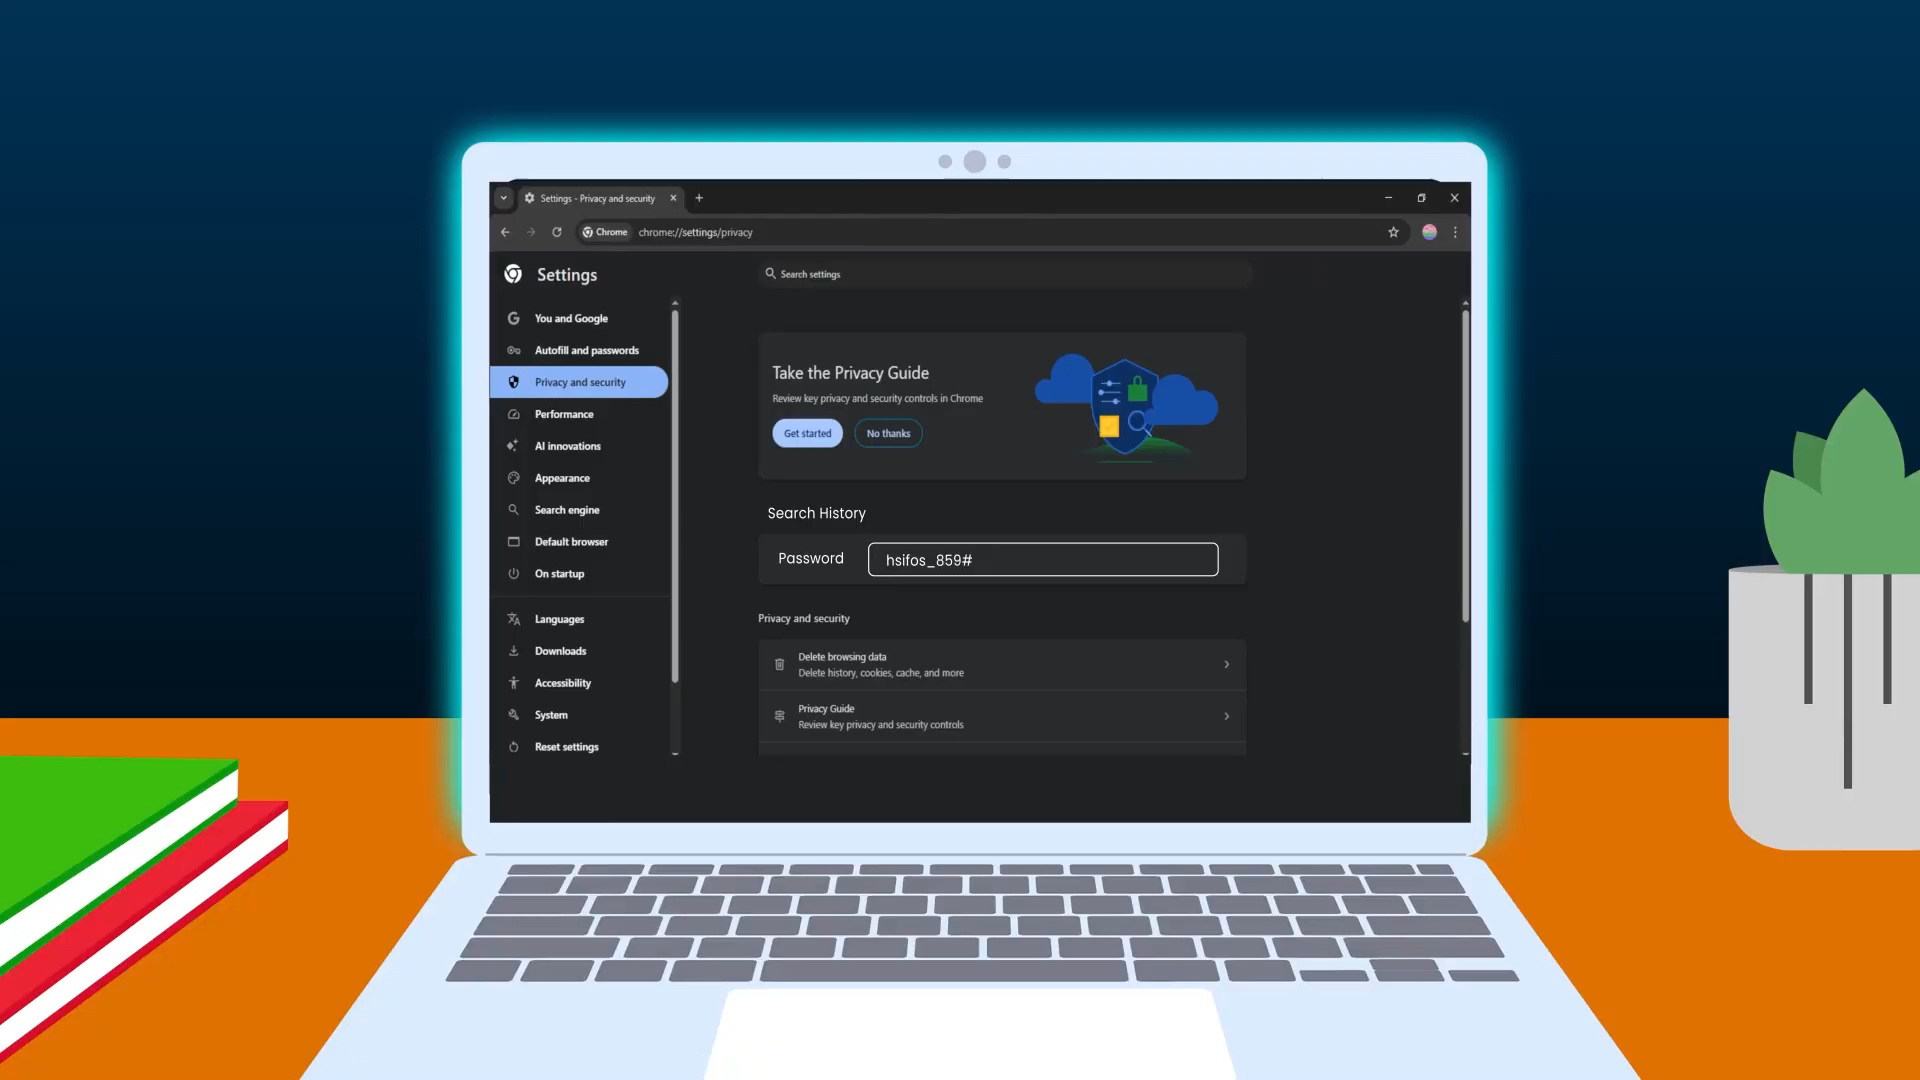 Settings - Privacy and security
Chrome chrome://settings/privacy
Settings
Search settings
You and Google
Autofill and passwords
Privacy and security
Performance
AI innovations
Appearance
Search engine
Default browser
On startup
Languages
Downloads
Accessibility
System
Reset settings
Take the Privacy Guide
Review key privacy and security controls in Chrome
Get started No thanks
Search History
Password hsifos_859#
Privacy and security
Delete browsing data
Delete history, cookies, cache, and more
Privacy Guide
Review key privacy and security controls